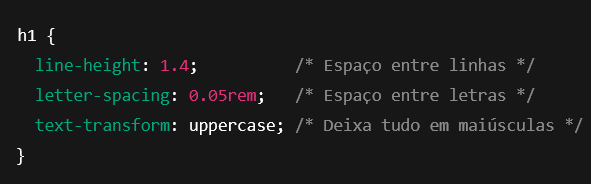 h1 {
  line-height: 1.4;          /* Espaço entre linhas */
  letter-spacing: 0.05rem;   /* Espaço entre letras */
  text-transform: uppercase; /* Deixa tudo em maiúsculas */
}